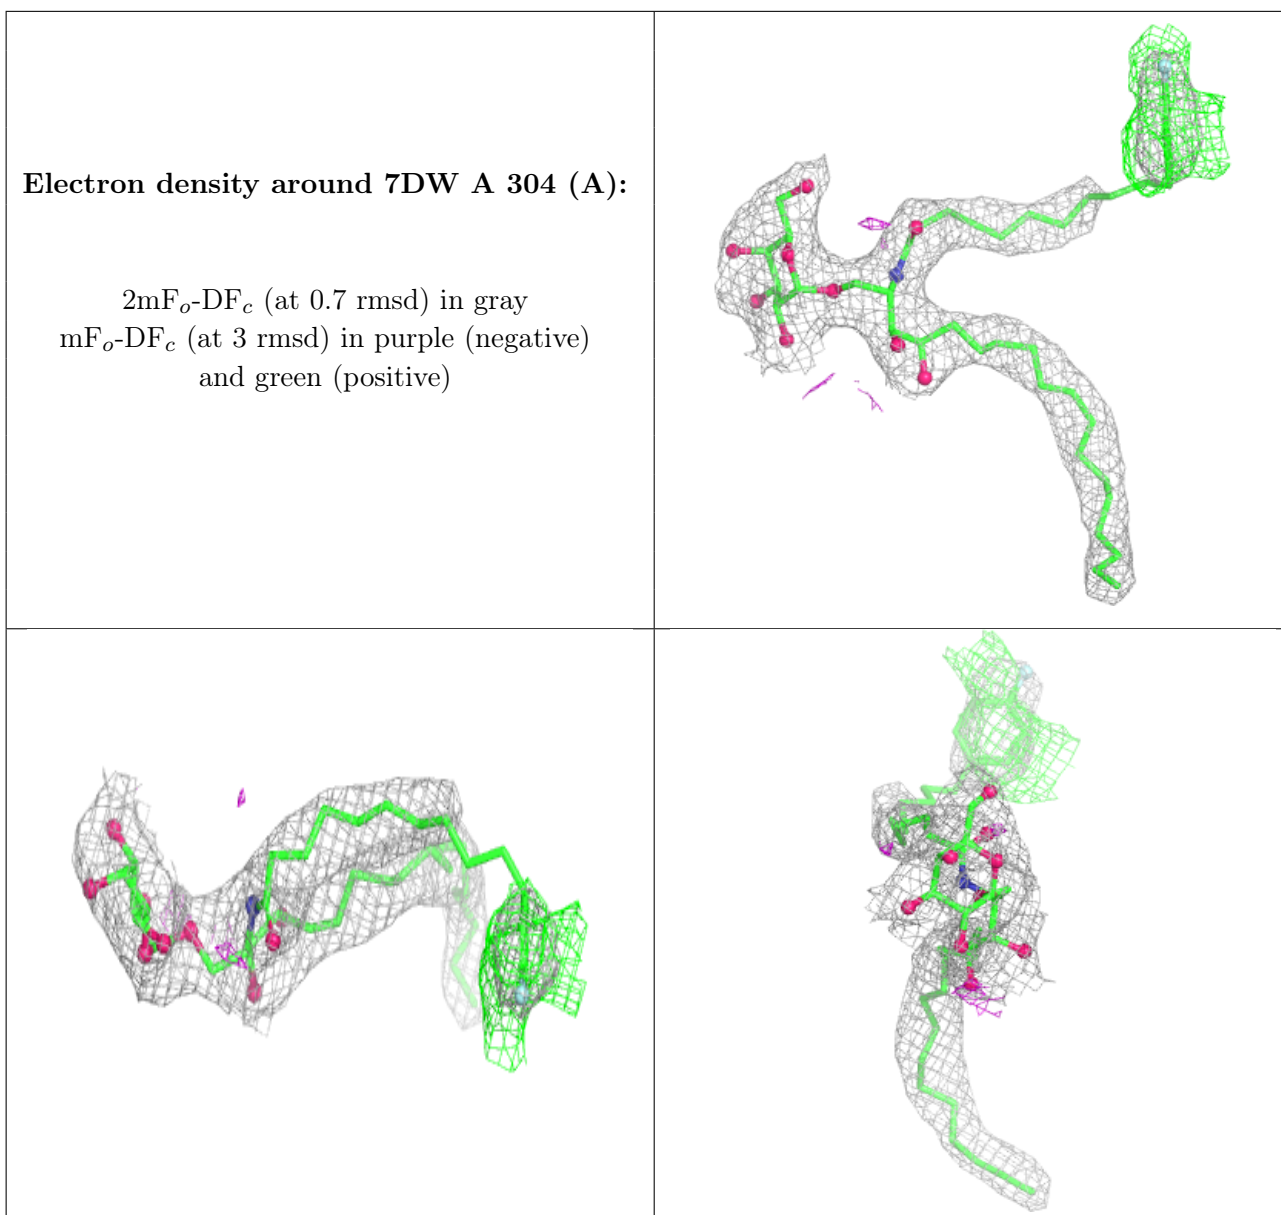 Electron density around 7DW A 304 (A):
2mFo-DFc (at 0.7 rmsd) in gray
mFo-DFc (at 3 rmsd) in purple (negative)
and green (positive)